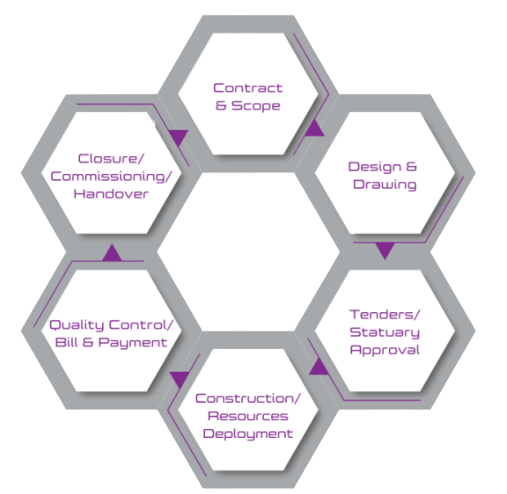 Contract
& Scope
Design &
Drawing
Tenders/
Statuary
Approval
Construction/
Resources
Deployment
Quality Control/
Bill & Payment
Closure/
Commissioning/
Handover